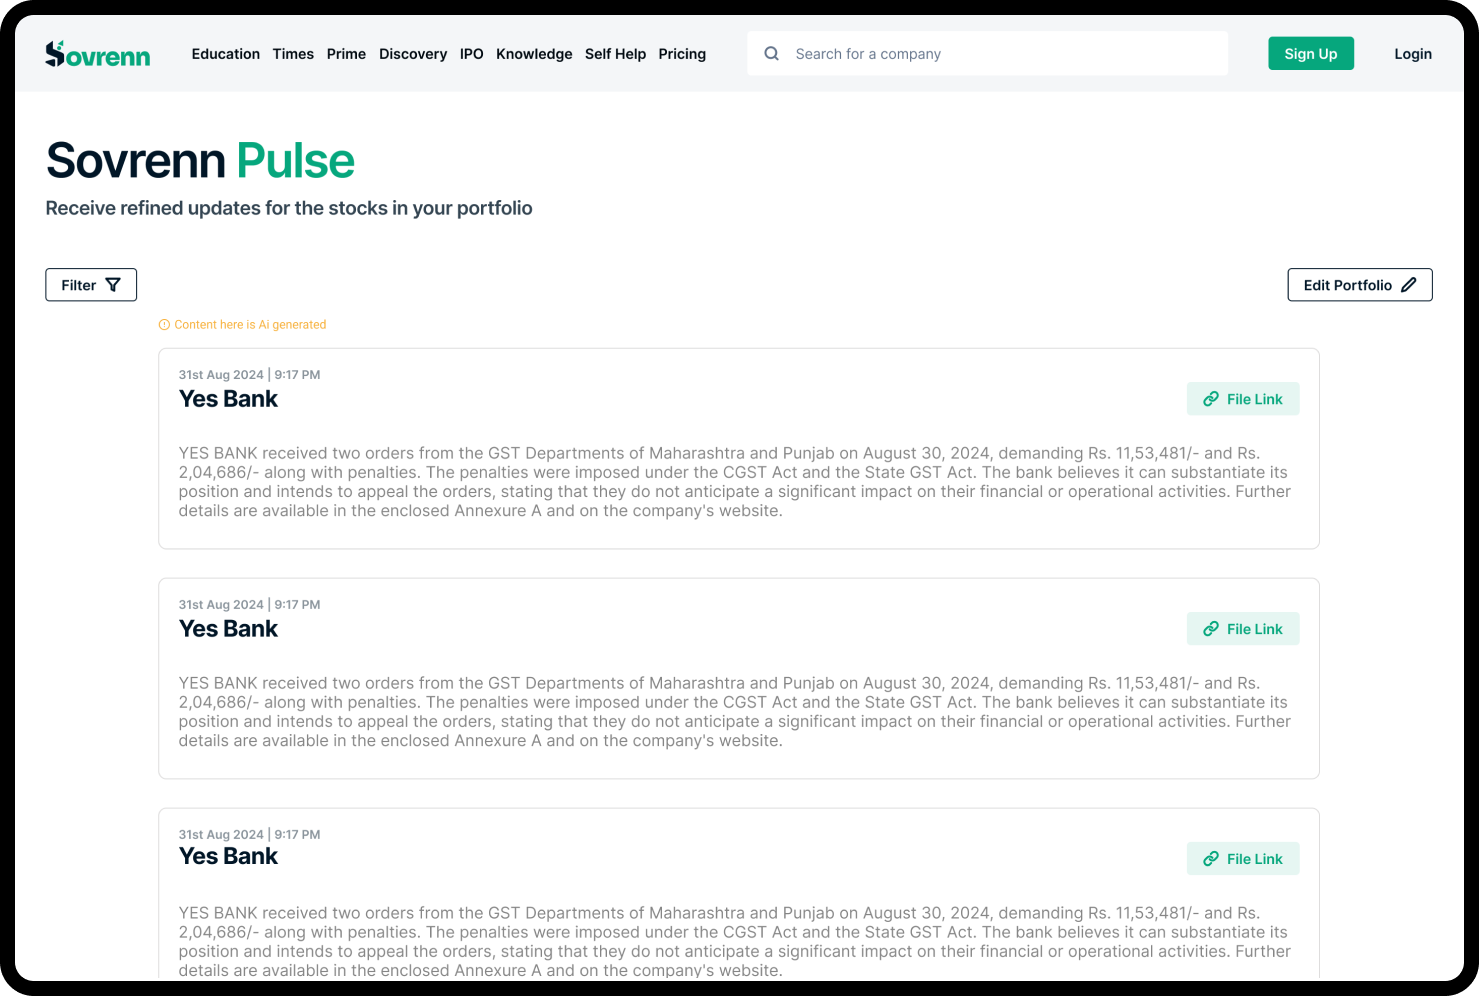 Sovrenn
Education Times Prime Discovery IPO Knowledge Self Help Pricing
Search for a company
Sign Up
Login
Sovrenn Pulse
Receive refined updates for the stocks in your portfolio
Filter
Edit Portfolio
Content here is Ai generated
31st Aug 2024 | 9:17 PM
Yes Bank
File Link
YES BANK received two orders from the GST Departments of Maharashtra and Punjab on August 30, 2024, demanding Rs. 11,53,481/- and Rs.
2,04,686/- along with penalties. The penalties were imposed under the CGST Act and the State GST Act. The bank believes it can substantiate its
position and intends to appeal the orders, stating that they do not anticipate a significant impact on their financial or operational activities. Further
details are available in the enclosed Annexure A and on the company's website.
31st Aug 2024 | 9:17 PM
Yes Bank
File Link
YES BANK received two orders from the GST Departments of Maharashtra and Punjab on August 30, 2024, demanding Rs. 11,53,481/- and Rs.
2,04,686/- along with penalties. The penalties were imposed under the CGST Act and the State GST Act. The bank believes it can substantiate its
position and intends to appeal the orders, stating that they do not anticipate a significant impact on their financial or operational activities. Further
details are available in the enclosed Annexure A and on the company's website.
31st Aug 2024 | 9:17 PM
Yes Bank
File Link
YES BANK received two orders from the GST Departments of Maharashtra and Punjab on August 30, 2024, demanding Rs. 11,53,481/- and Rs.
2,04,686/- along with penalties. The penalties were imposed under the CGST Act and the State GST Act. The bank believes it can substantiate its
position and intends to appeal the orders, stating that they do not anticipate a significant impact on their financial or operational activities. Further
details are available in the enclosed Annexure A and on the company's website.